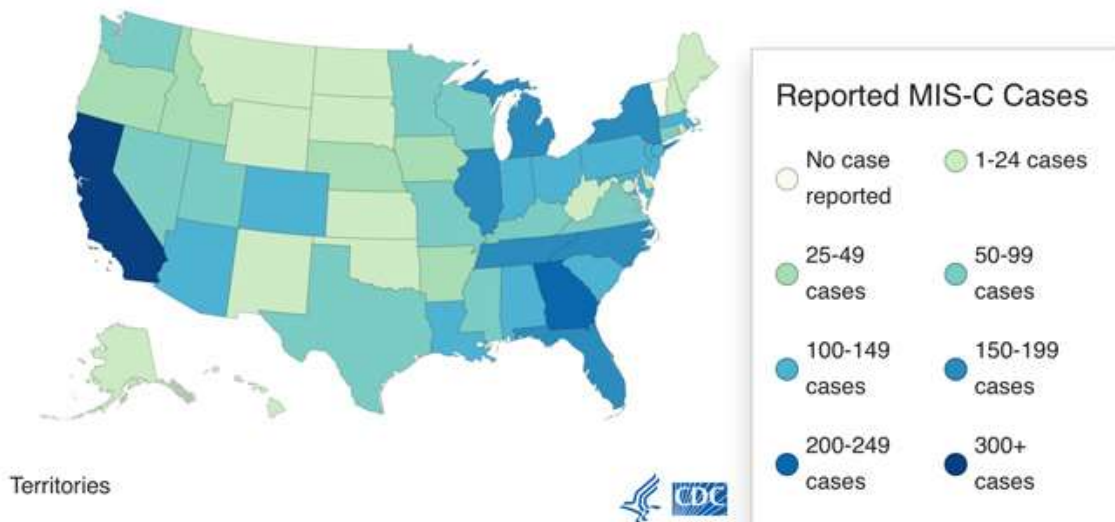 Reported MIS-C Cases
No case
reported
1-24 cases
25-49
cases
50-99
cases
100-149
cases
150-199
cases
200-249
cases
300+
cases
Territories
CDC